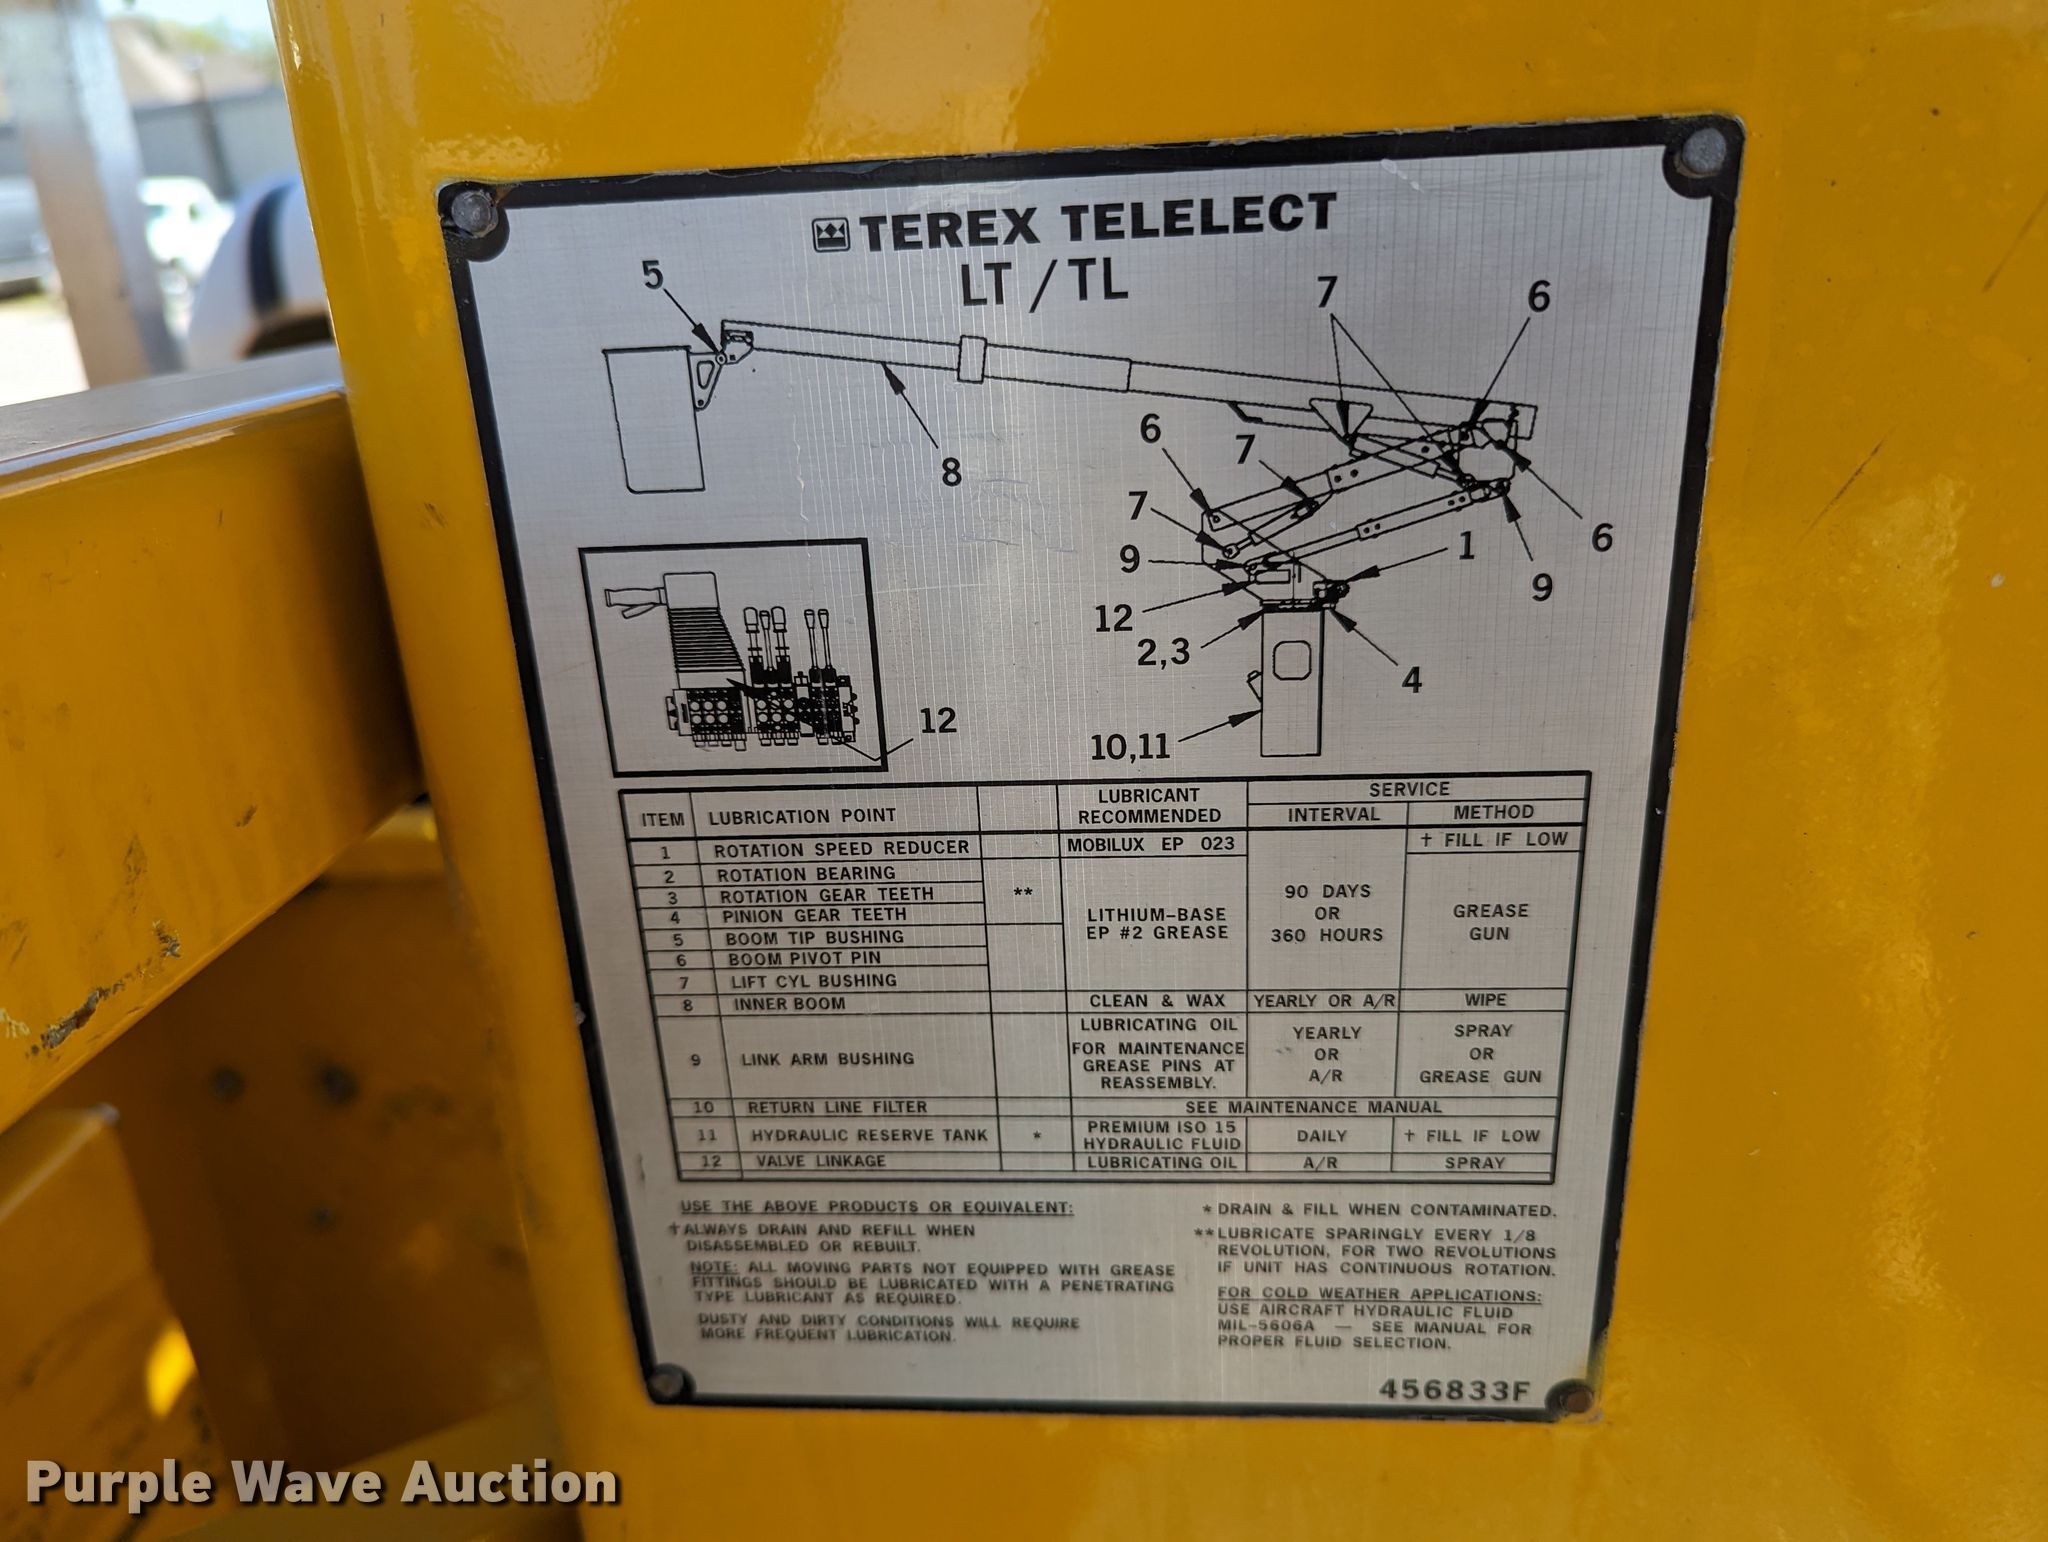 TEREX TELELECT
LT / TL
5
7
6
8
6
7
7
9
12
2,3
1
6
9
4
10,11
12
ITEM LUBRICATION POINT LUBRICANT RECOMMENDED SERVICE
INTERVAL METHOD
1 ROTATION SPEED REDUCER MOBILUX EP 023 † FILL IF LOW
2 ROTATION BEARING
3 ROTATION GEAR TEETH **
4 PINION GEAR TEETH
5 BOOM TIP BUSHING
6 BOOM PIVOT PIN
7 LIFT CYL BUSHING
LITHIUM-BASE
EP #2 GREASE
90 DAYS
OR
360 HOURS
GREASE
GUN
8 INNER BOOM CLEAN & WAX YEARLY OR A/R WIPE
9 LINK ARM BUSHING
LUBRICATING OIL
FOR MAINTENANCE
GREASE PINS AT
REASSEMBLY.
YEARLY
OR
A/R
SPRAY
OR
GREASE GUN
10 RETURN LINE FILTER SEE MAINTENANCE MANUAL
11 HYDRAULIC RESERVE TANK * PREMIUM ISO 15 HYDRAULIC FLUID DAILY † FILL IF LOW
12 VALVE LINKAGE LUBRICATING OIL A/R SPRAY
USE THE ABOVE PRODUCTS OR EQUIVALENT:
†ALWAYS DRAIN AND REFILL WHEN
DISASSEMBLED OR REBUILT.
NOTE: ALL MOVING PARTS NOT EQUIPPED WITH GREASE
FITTINGS SHOULD BE LUBRICATED WITH A PENETRATING
TYPE LUBRICANT AS REQUIRED.
DUSTY AND DIRTY CONDITIONS WILL REQUIRE
MORE FREQUENT LUBRICATION.
* DRAIN & FILL WHEN CONTAMINATED.
**LUBRICATE SPARINGLY EVERY 1/8
REVOLUTION, FOR TWO REVOLUTIONS
IF UNIT HAS CONTINUOUS ROTATION.
FOR COLD WEATHER APPLICATIONS:
USE AIRCRAFT HYDRAULIC FLUID
MIL-5606A — SEE MANUAL FOR
PROPER FLUID SELECTION.
456833F
Purple Wave Auction